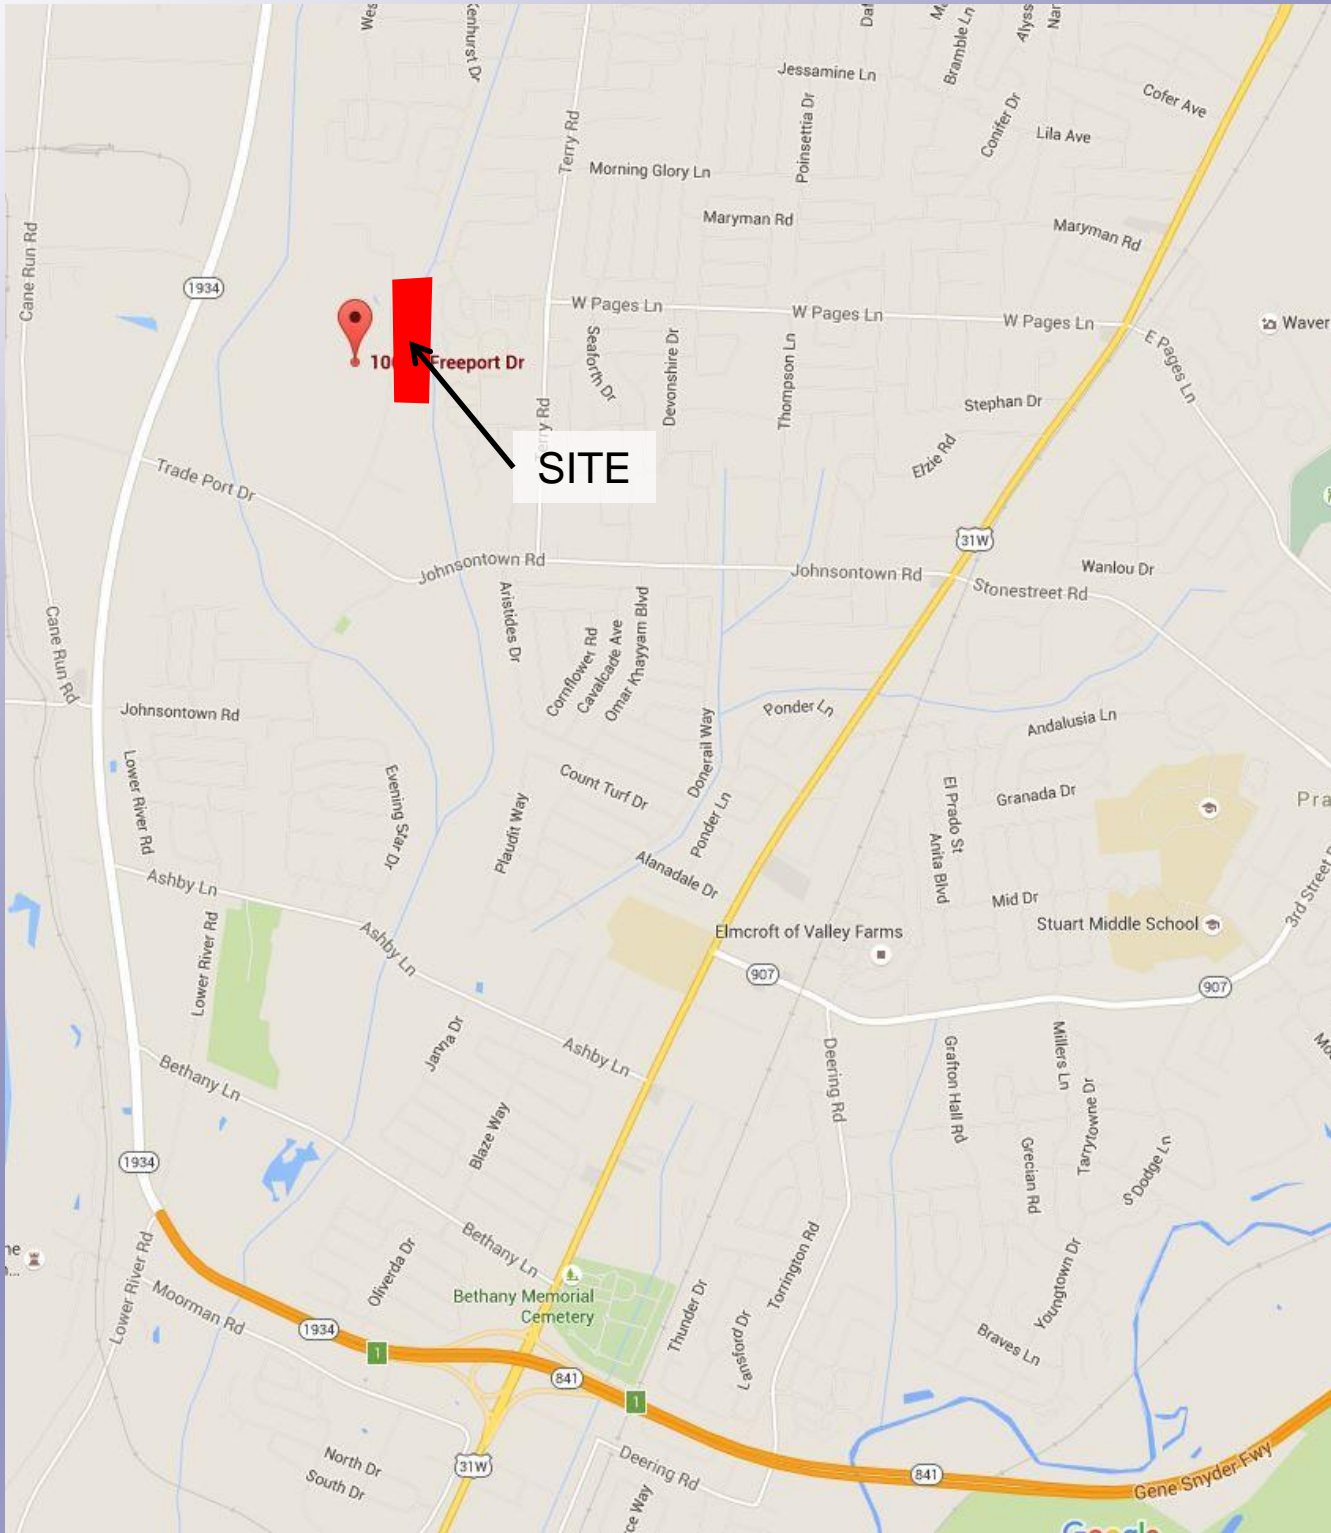 Jessamine Ln
Bramble Ln
Cofer Ave
Terry Rd
Poinsettia Dr
Conifer Dr
Lila Ave
Morning Glory Ln
Maryman Rd
Maryman Rd
Cane Run Rd
1934
W Pages Ln
W Pages Ln
W Pages Ln
E Pages Ln
Waver
Seaforth Dr
Devonshire Dr
Thompson Ln
Freeport Dr
Stephan Dr
Terry Rd
Elzie Rd
SITE
Trade Port Dr
31W
Johnsontown Rd
Johnsontown Rd
Stonestreet Rd
Wanlou Dr
Cane Run Rd
Aristides Dr
Cornflower Rd
Cavalcade Ave
Omar Khayyam Blvd
Johnsontown Rd
Donerail Way
Ponder Ln
Andalusia Ln
Lower River Rd
Evening Star Dr
Count Turf Dr
Plaudit Way
Ponder Ln
El Prado St
Granada Dr
Pra
Anita Blvd
Alanadale Dr
Mid Dr
Ashby Ln
Lower River Rd
Ashby Ln
Elmcroft of Valley Farms
Stuart Middle School
3rd Street
907
907
Janna Dr
Ashby Ln
Deering Rd
Grafton Hall Rd
Millers Ln
Tarrytowne Dr
Bethany Ln
Blaze Way
Grecian Rd
S Dodge Ln
1934
Lower River Rd
Moorman Rd
Oliverda Dr
Bethany Ln
Bethany Memorial
Cemetery
Thunder Dr
Torrington Rd
Lansford Dr
Youngtown Dr
Braves Ln
1934
1
841
1
North Dr
South Dr
31W
Deering Rd
841
Gene Snyder Fwy